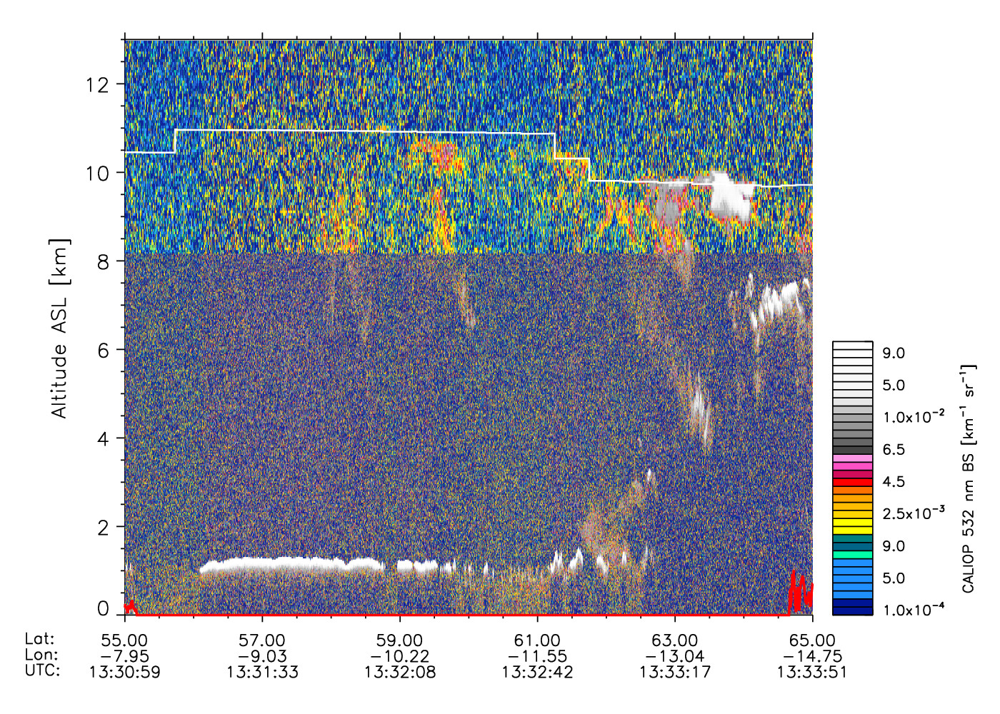 12
10
8
6
4
2
0
Altitude ASL [km]
9.0
5.0
1.0x10⁻²
6.5
4.5
2.5x10⁻³
9.0
5.0
1.0x10⁻⁴
CALIOP 532 nm BS [km⁻¹ sr⁻¹]
Lat: 55.00 57.00 59.00 61.00 63.00 65.00
Lon: −7.95 −9.03 −10.22 −11.55 −13.04 −14.75
UTC: 13:30:59 13:31:33 13:32:08 13:32:42 13:33:17 13:33:51